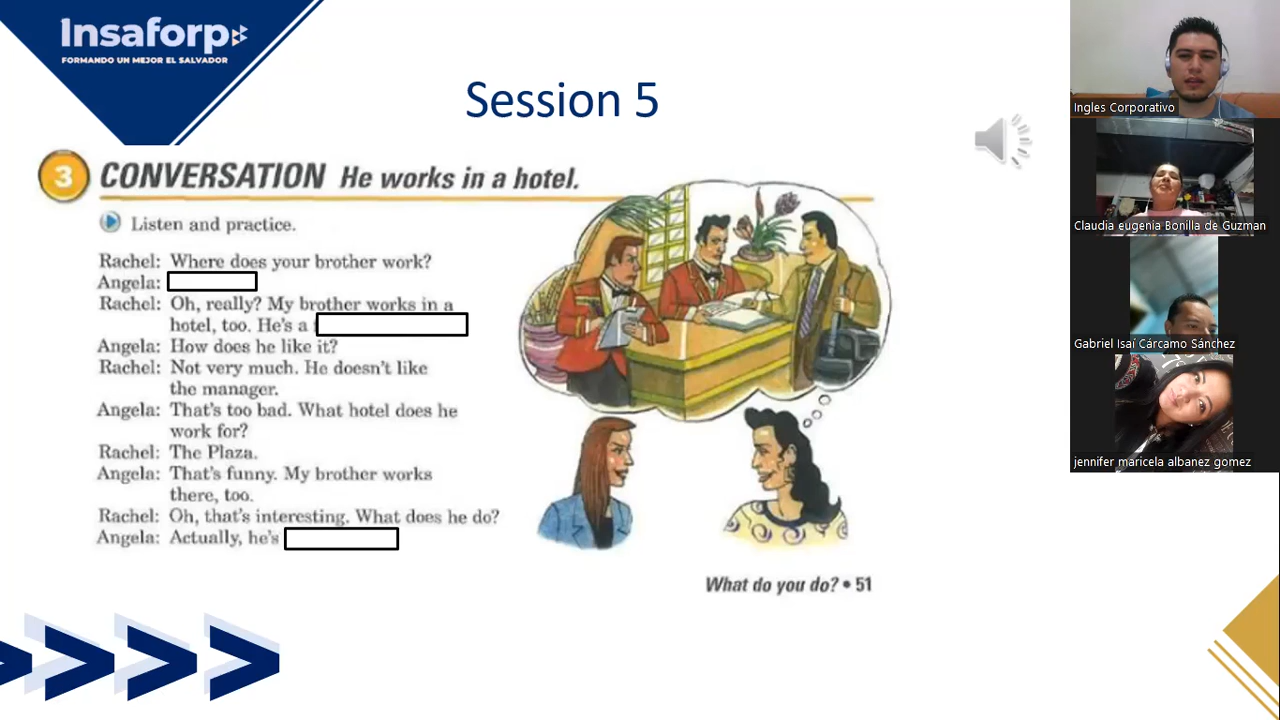 Insaforp
FORMANDO UN MEJOR EL SALVADOR
Session 5
3 CONVERSATION He works in a hotel.
Listen and practice.
Rachel: Where does your brother work?
Angela:
Rachel: Oh, really? My brother works in a
hotel, too. He's a
Angela: How does he like it?
Rachel: Not very much. He doesn't like
the manager.
Angela: That's too bad. What hotel does he
work for?
Rachel: The Plaza.
Angela: That's funny. My brother works
there, too.
Rachel: Oh, that's interesting. What does he do?
Angela: Actually, he's
What do you do? • 51
Ingles Corporativo
Claudia eugenia Bonilla de Guzman
Gabriel Isaí Cárcamo Sánchez
jennifer maricela albanez gomez